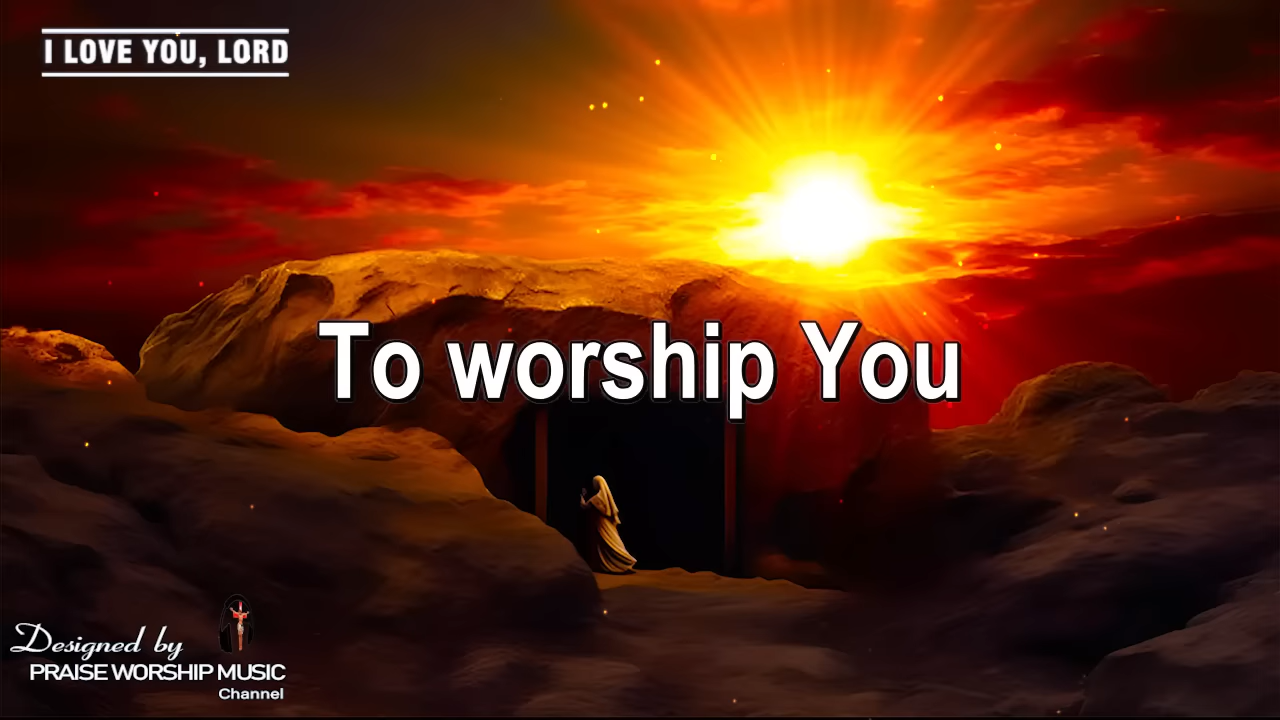 I LOVE YOU, LORD
To worship You
Designed by
PRAISE WORSHIP MUSIC
Channel